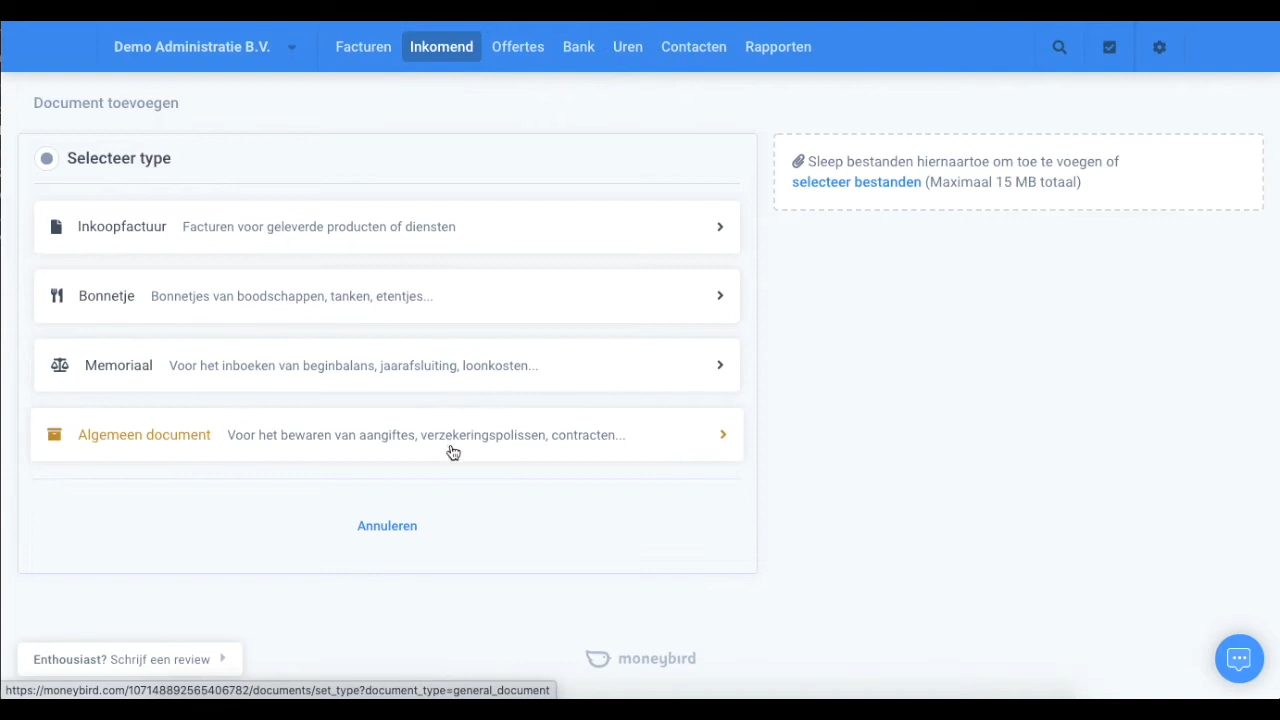 Demo Administratie B.V. Facturen Inkomend Offertes Bank Uren Contacten Rapporten
Document toevoegen
Selecteer type
Inkoopfactuur Facturen voor geleverde producten of diensten
Bonnetje Bonnetjes van boodschappen, tanken, etentjes...
Memoriaal Voor het inboeken van beginbalans, jaarafsluiting, loonkosten...
Algemeen document Voor het bewaren van aangiftes, verzekeringspolissen, contracten...
Annuleren
Sleep bestanden hiernaartoe om toe te voegen of
selecteer bestanden (Maximaal 15 MB totaal)
Enthousiast? Schrijf een review
moneybird
https://moneybird.com/107148892565406782/documents/set_type?document_type=general_document